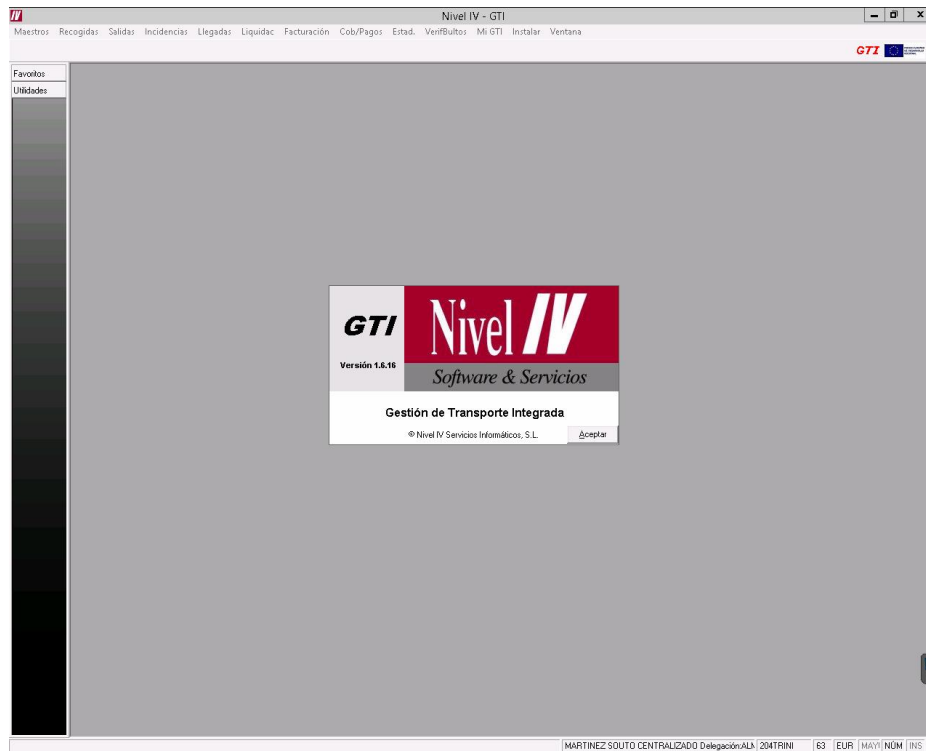 Nivel IV - GTI
Maestros Recogidas Salidas Incidencias Llegadas Liquidac Facturación Cob/Pagos Estad. VerifBultos Mi GTI Instalar Ventana
GTI
Favoritos
Utilidades
GTI
Versión 1.6.16
Nivel IV
Software & Servicios
Gestión de Transporte Integrada
© Nivel IV Servicios Informáticos, S.L.
Aceptar
MARTINEZ SOUTO CENTRALIZADO Delegación:AL 204TRINI 63 EUR MAYÚ NÚM INS